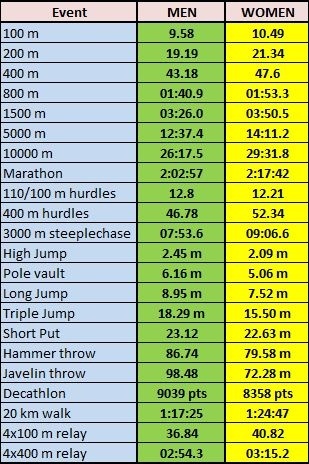 Event MEN WOMEN
100 m 9.58 10.49
200 m 19.19 21.34
400 m 43.18 47.6
800 m 01:40.9 01:53.3
1500 m 03:26.0 03:50.5
5000 m 12:37.4 14:11.2
10000 m 26:17.5 29:31.8
Marathon 2:02:57 2:17:42
110/100 m hurdles 12.8 12.21
400 m hurdles 46.78 52.34
3000 m steeplechase 07:53.6 09:06.6
High Jump 2.45 m 2.09 m
Pole vault 6.16 m 5.06 m
Long Jump 8.95 m 7.52 m
Triple Jump 18.29 m 15.50 m
Short Put 23.12 22.63 m
Hammer throw 86.74 79.58 m
Javelin throw 98.48 72.28 m
Decathlon 9039 pts 8358 pts
20 km walk 1:17:25 1:24:47
4x100 m relay 36.84 40.82
4x400 m relay 02:54.3 03:15.2